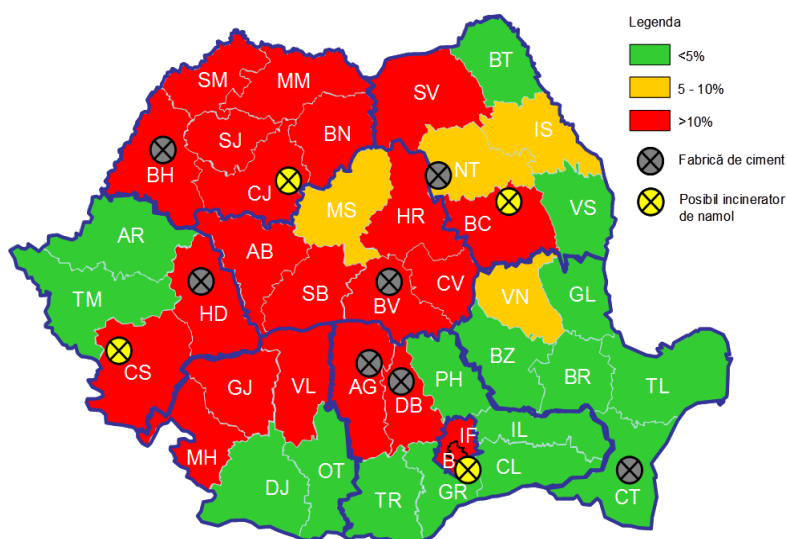 Legenda
<5%
5 - 10%
>10%
Fabrică de ciment
Posibil incinerator
de namol
BT
SM
MM
SV
IS
SJ
BN
BH
NT
CJ
MS
HR
BC
VS
AR
AB
TM
HD
SB
BV
CV
VN
GL
CS
GJ
VL
AG
DB
PH
BZ
BR
TL
MH
IF
B
IL
DJ
OT
TR
GR
CL
CT